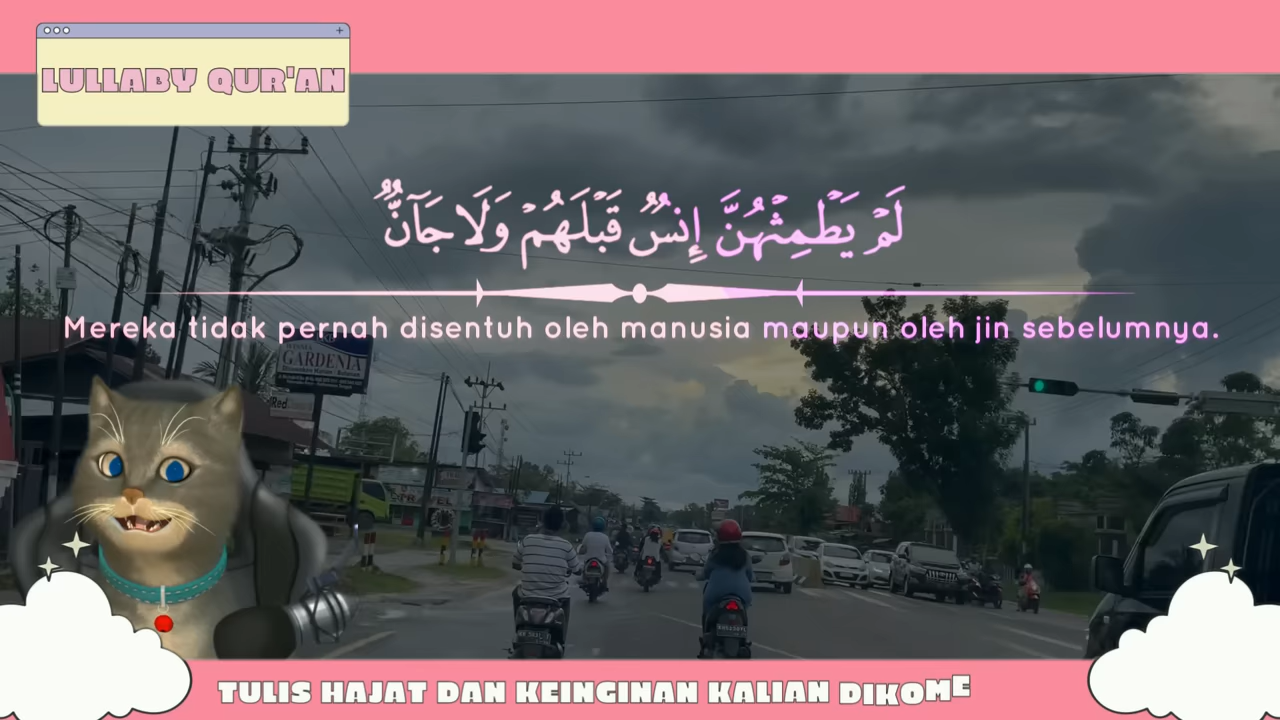 LULLABY QUR'AN
لَمْ يَطْمِثْهُنَّ إِنسٌ قَبْلَهُمْ وَلَا جَآنٌّ
Mereka tidak pernah disentuh oleh manusia maupun oleh jin sebelumnya.
GARDENIA
TULIS HAJAT DAN KEINGINAN KALIAN DIKOME